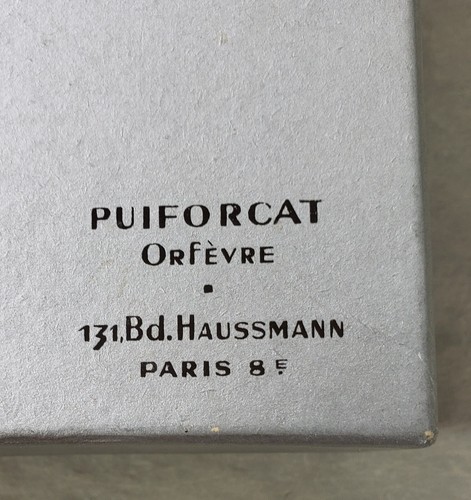 PUIFORCAT
ORFÈVRE
131, Bd. HAUSSMANN
PARIS 8E